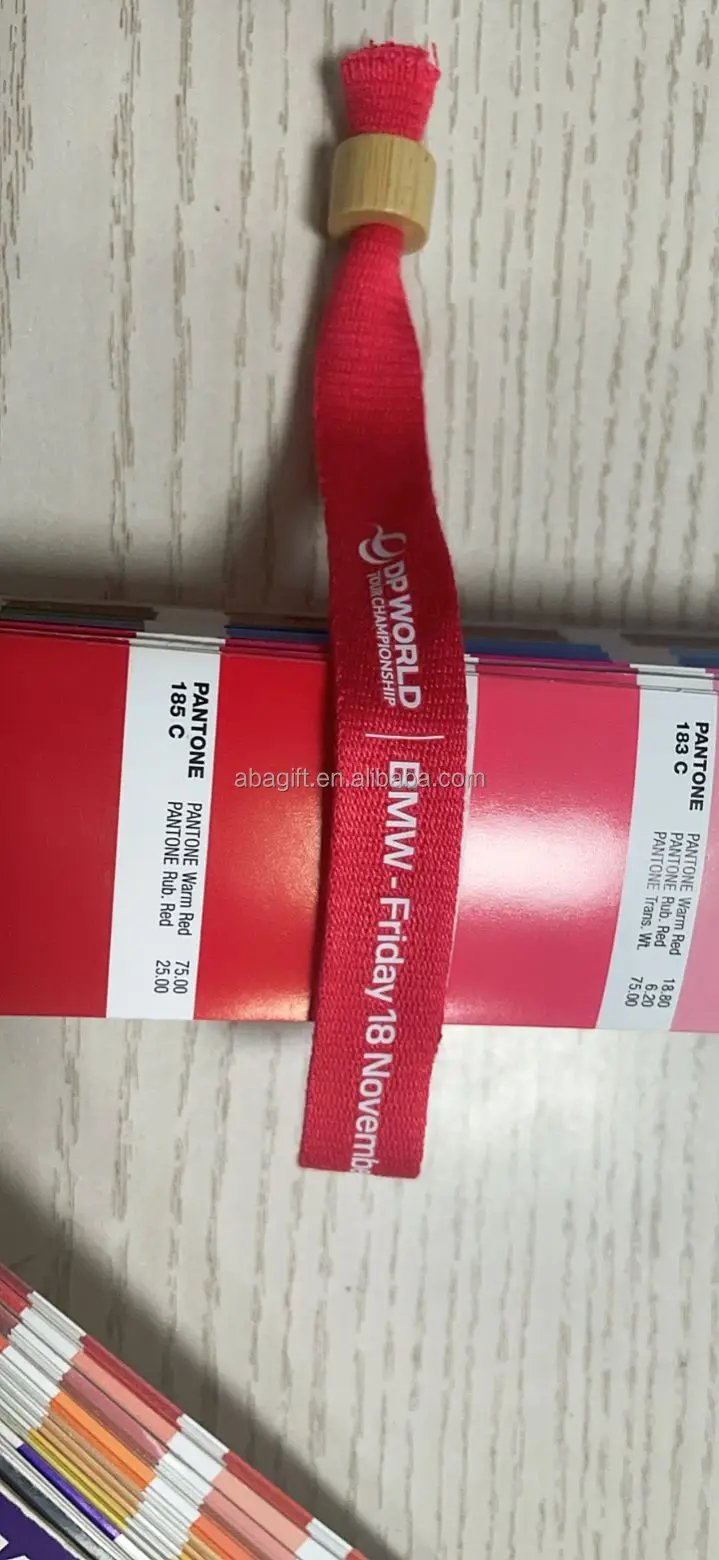 DP WORLD
TOUR CHAMPIONSHIP
BMW - Friday 18 Novemb
PANTONE
185 C
PANTONE Warm Red 75.00
PANTONE Rub. Red 25.00
PANTONE
183 C
PANTONE Warm Red 18.80
PANTONE Rub. Red 6.20
PANTONE Trans. Wt. 75.00
abagift.en.alibaba.com